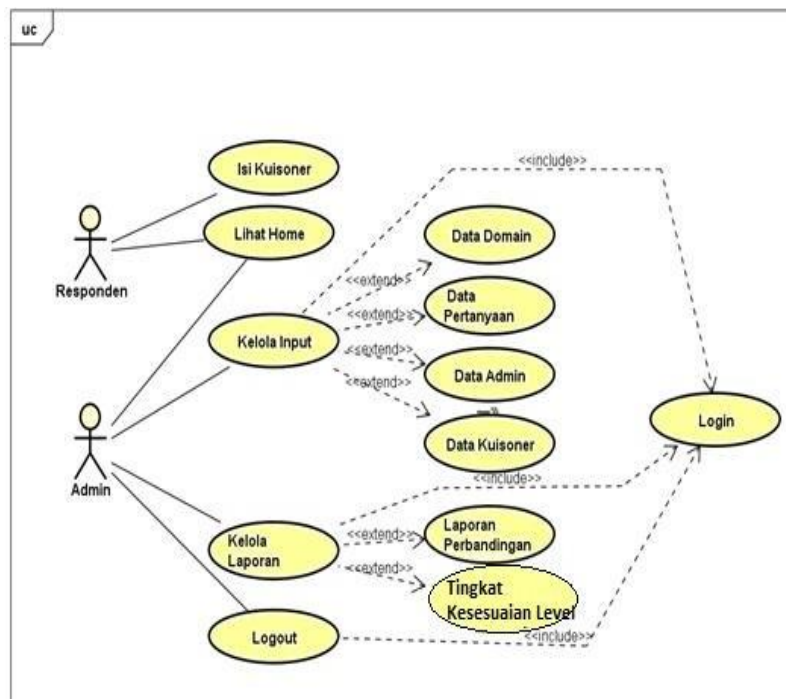 uc
Isi Kuisoner
<<include>>
Lihat Home
Data Domain
Responden
<<extend>>
Data
Pertanyaan
<<extend>>
Kelola Input
<<extend>>
Data Admin
<<extend>>
Login
Data Kuisoner
Admin
<<include>>
Kelola
Laporan
<<extend>>
Laporan
Perbandingan
<<extend>>
Tingkat
Kesesuaian Level
Logout
<<include>>